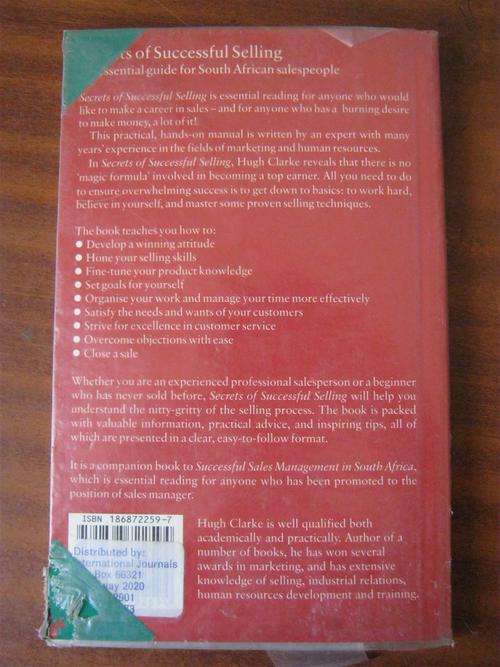 ts of Successful Selling
ssential guide for South African salespeople
Secrets of Successful Selling is essential reading for anyone who would
like to make a career in sales – and for anyone who has a burning desire
to make money, a lot of it!
This practical, hands-on manual is written by an expert with many
years' experience in the fields of marketing and human resources.
In Secrets of Successful Selling, Hugh Clarke reveals that there is no
'magic formula' involved in becoming a top earner. All you need to do
to ensure overwhelming success is to get down to basics: to work hard,
believe in yourself, and master some proven selling techniques.
The book teaches you how to:
● Develop a winning attitude
● Hone your selling skills
● Fine-tune your product knowledge
● Set goals for yourself
● Organise your work and manage your time more effectively
● Satisfy the needs and wants of your customers
● Strive for excellence in customer service
● Overcome objections with ease
● Close a sale
Whether you are an experienced professional salesperson or a beginner
who has never sold before, Secrets of Successful Selling will help you
understand the nitty-gritty of the selling process. The book is packed
with valuable information, practical advice, and inspiring tips, all of
which are presented in a clear, easy-to-follow format.
It is a companion book to Successful Sales Management in South Africa,
which is essential reading for anyone who has been promoted to the
position of sales manager.
ISBN 186872259-7
Distributed by:
ternational Journals
Box 66321
way 2020
2001
73
Hugh Clarke is well qualified both
academically and practically. Author of a
number of books, he has won several
awards in marketing, and has extensive
knowledge of selling, industrial relations,
human resources development and training.